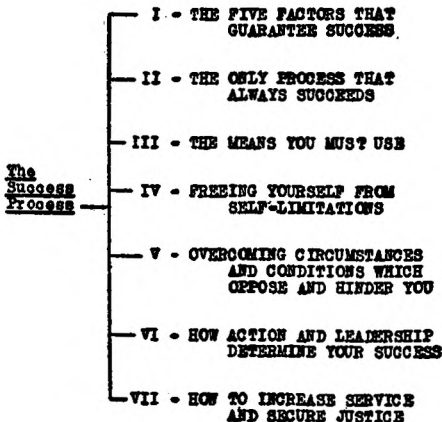 I - THE FIVE FACTORS THAT
GUARANTEE SUCCESS
II - THE ONLY PROCESS THAT
ALWAYS SUCCEEDS
III - THE MEANS YOU MUST USE
The
Success
Process
IV - FREEING YOURSELF FROM
SELF-LIMITATIONS
V - OVERCOMING CIRCUMSTANCES
AND CONDITIONS WHICH
OPPOSE AND HINDER YOU
VI - HOW ACTION AND LEADERSHIP
DETERMINE YOUR SUCCESS
VII - HOW TO INCREASE SERVICE
AND SECURE JUSTICE